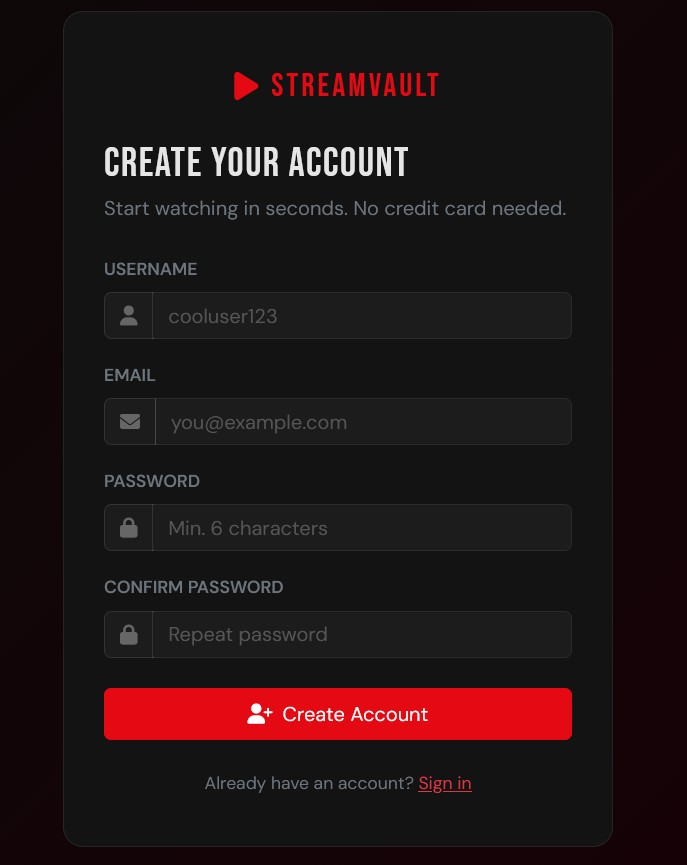 STREAMVAULT
CREATE YOUR ACCOUNT
Start watching in seconds. No credit card needed.
USERNAME
cooluser123
EMAIL
you@example.com
PASSWORD
Min. 6 characters
CONFIRM PASSWORD
Repeat password
Create Account
Already have an account? Sign in